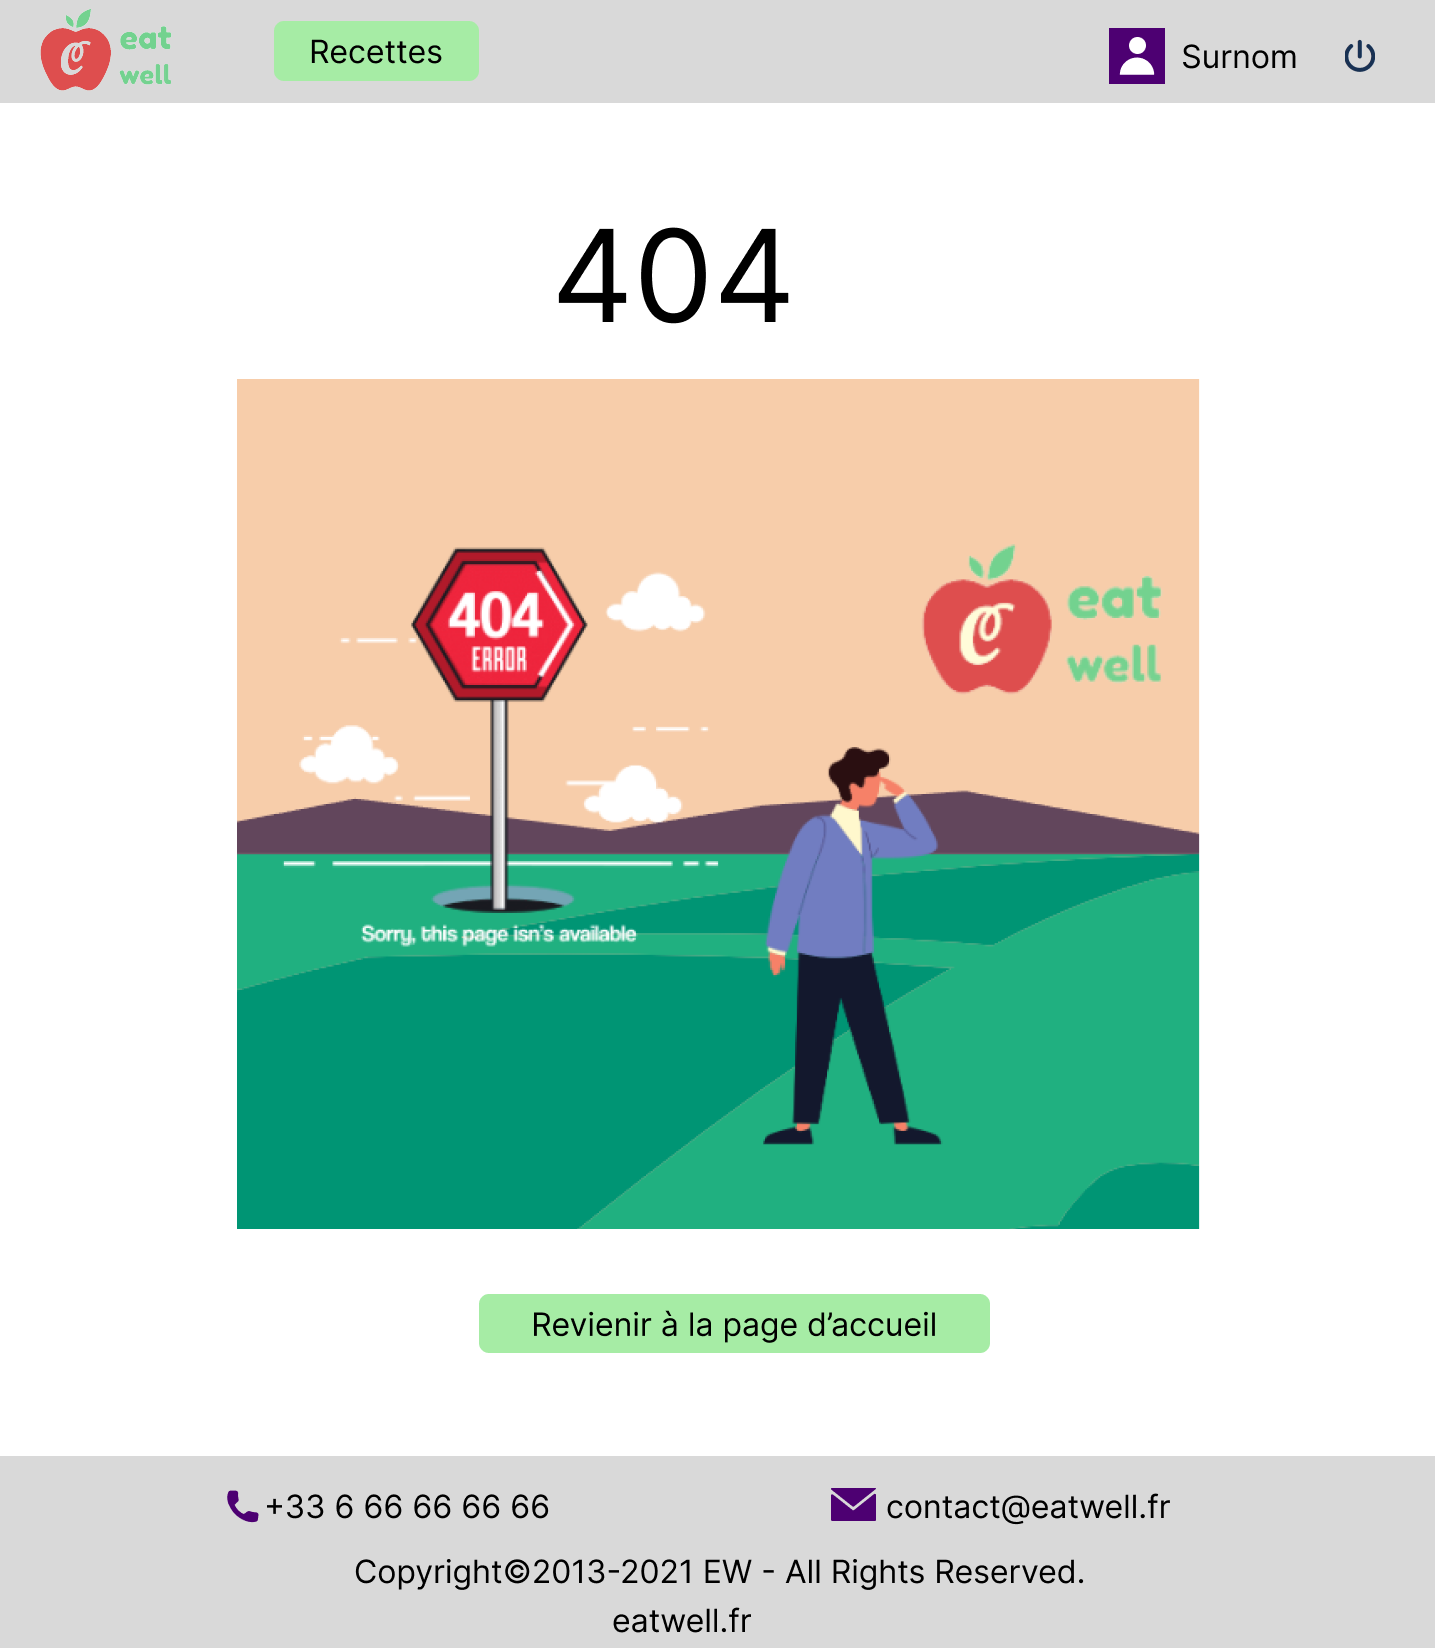 eat
well
Recettes
Surnom
404
404
ERROR
eat
well
Sorry, this page isn's available
Revienir à la page d’accueil
+33 6 66 66 66 66
contact@eatwell.fr
Copyright©2013-2021 EW - All Rights Reserved.
eatwell.fr